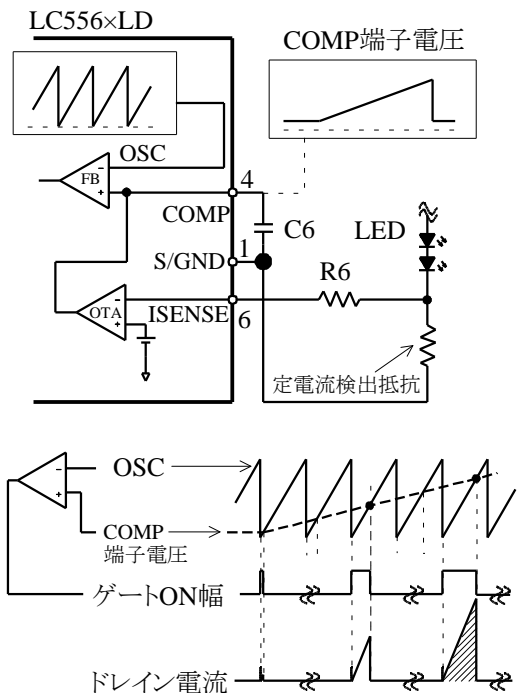 LC556×LD
COMP端子電圧
OSC
FB
4
COMP
C6
LED
S/GND
1
R6
OTA
ISENSE
6
定電流検出抵抗
OSC
COMP
端子電圧
ゲートON幅
ドレイン電流